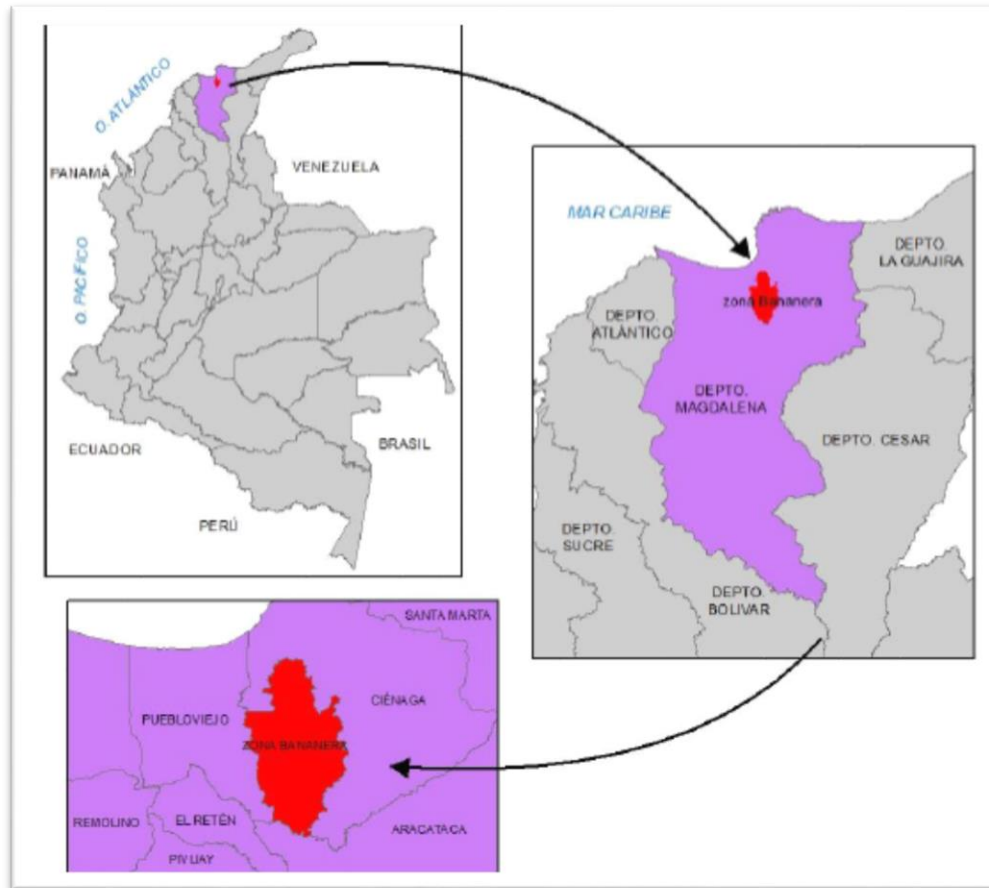 O. ATLÁNTICO
PANAMÁ
VENEZUELA
O. PACÍFICO
ECUADOR
BRASIL
PERÚ
MAR CARIBE
DEPTO.
LA GUAJIRA
zona Bananera
DEPTO.
ATLÁNTICO
DEPTO.
MAGDALENA
DEPTO. CESAR
DEPTO.
SUCRE
DEPTO.
BOLIVAR
SANTA MARTA
CIÉNAGA
PUEBLOVIEJO
ZONA BANANERA
REMOLINO
EL RETÉN
ARACATACA
PIVIJAY